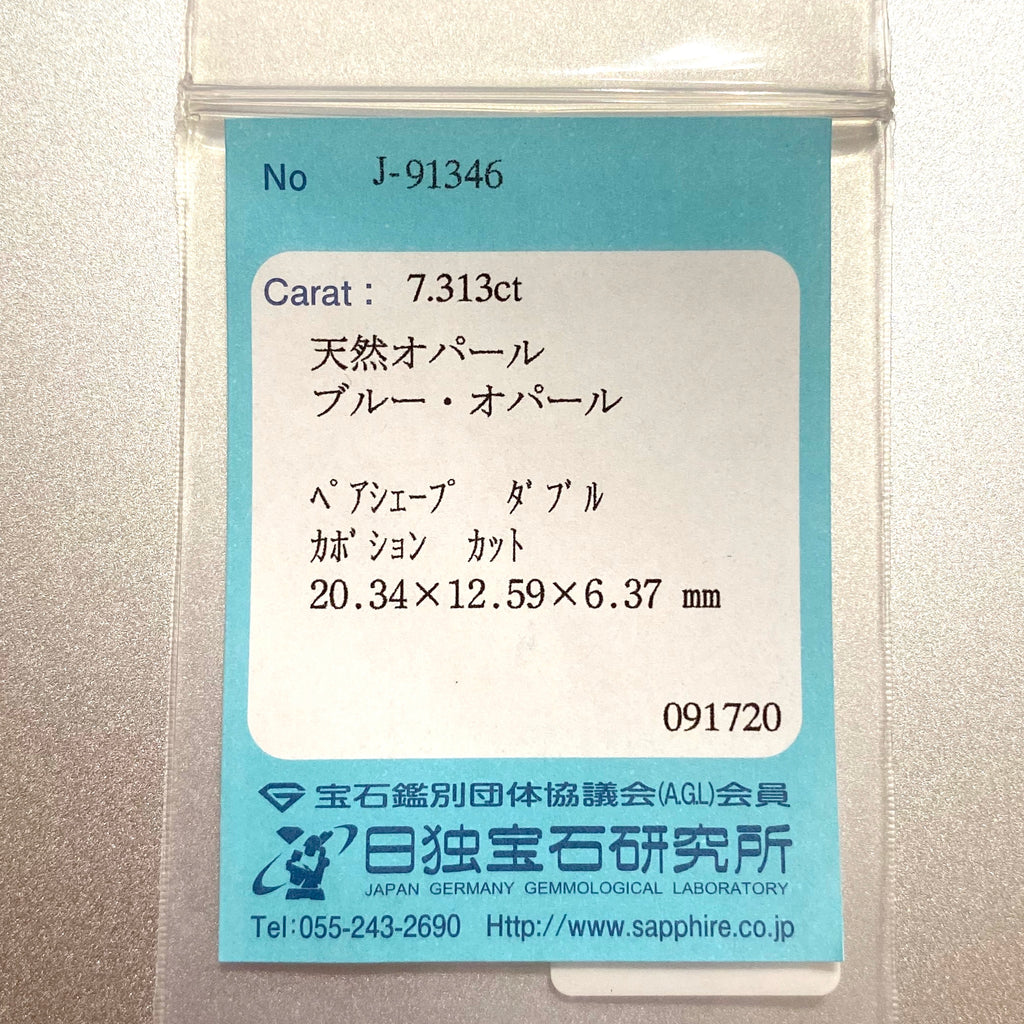 No J-91346
Carat : 7.313ct
天然オパール
ブルー・オパール
ﾍﾟｱｼｪｰﾌﾟ ﾀﾞﾌﾞﾙ
ｶﾎﾞｼｮﾝ ｶｯﾄ
20.34×12.59×6.37 mm
091720
宝石鑑別団体協議会(A.G.L)会員
日独宝石研究所
JAPAN GERMANY GEMMOLOGICAL LABORATORY
Tel:055-243-2690 Http://www.sapphire.co.jp